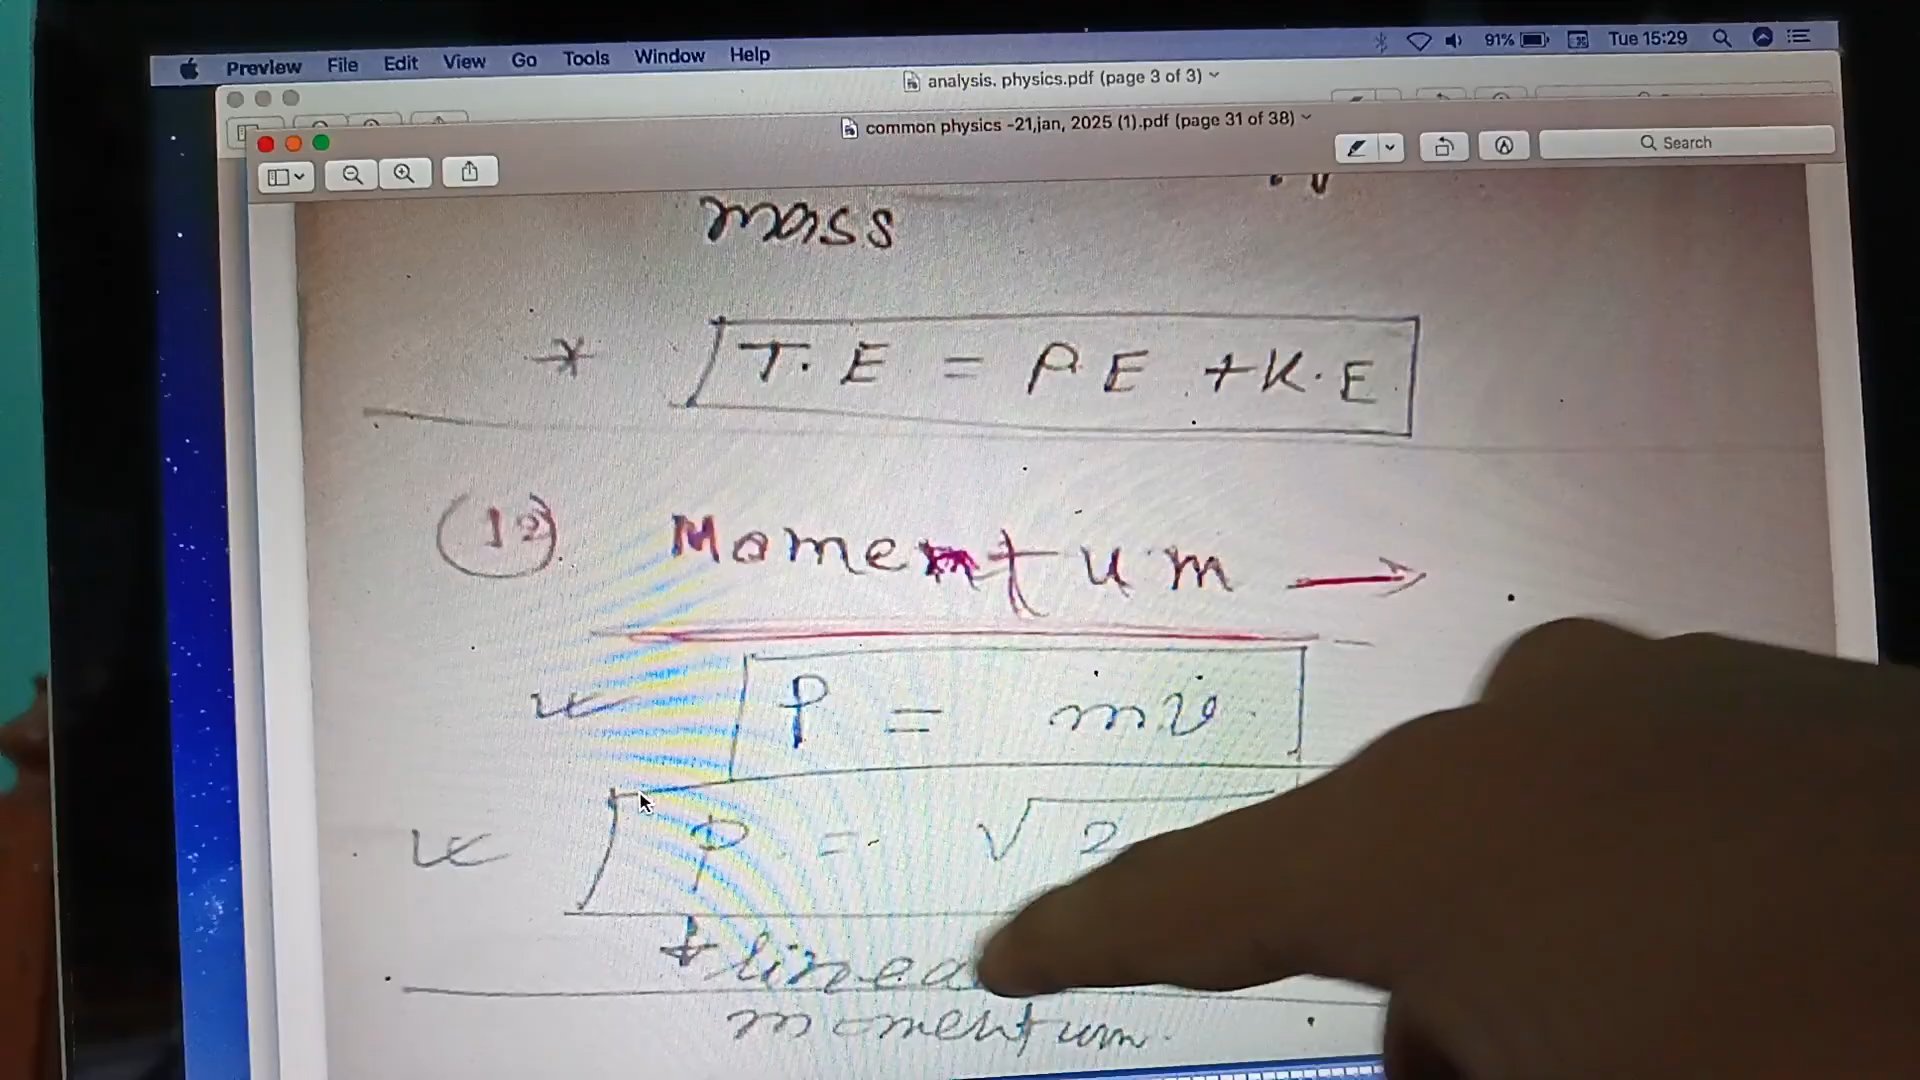 Preview File Edit View Go Tools Window Help 91% Tue 15:29
analysis. physics.pdf (page 3 of 3)
common physics -21,jan, 2025 (1).pdf (page 31 of 38)
Search
mass
* T.E = P.E + K.E
(12) Momentum →
P = mv
P = √2
* linea
momentum.